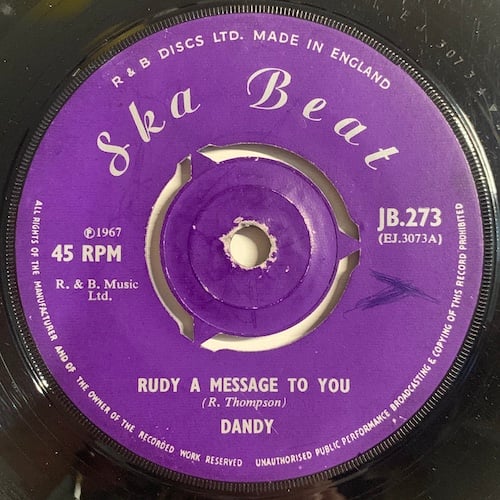 R & B DISCS LTD. MADE IN ENGLAND
Ska Beat
℗1967
45 RPM
R. & B. Music
Ltd.
JB.273
(EJ.3073A)
RUDY A MESSAGE TO YOU
(R. Thompson)
DANDY
ALL RIGHTS OF THE MANUFACTURER AND OF THE OWNER OF THE RECORDED WORK RESERVED
UNAUTHORISED PUBLIC PERFORMANCE BROADCASTING & COPYING OF THIS RECORD PROHIBITED